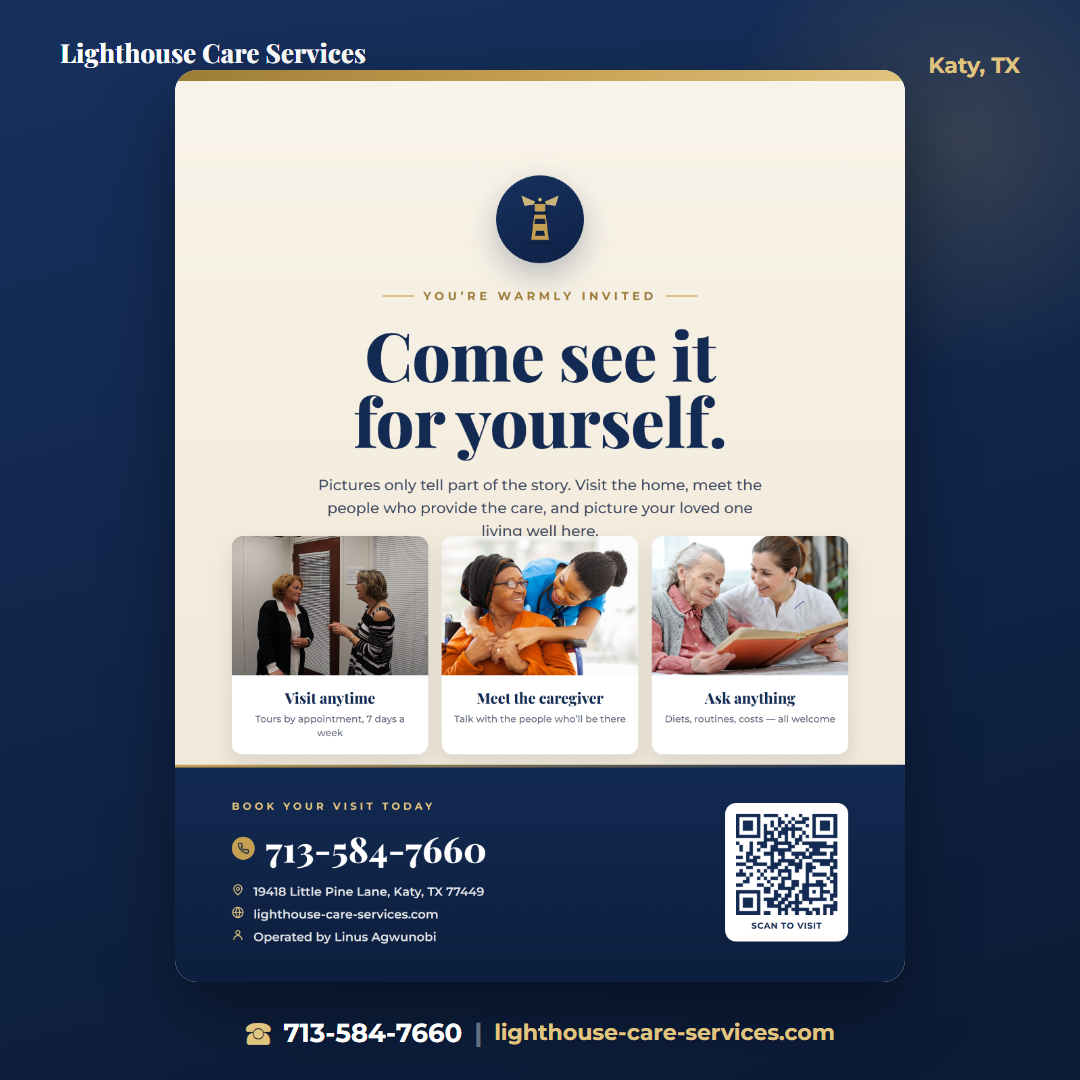 Lighthouse Care Services
Katy, TX
YOU'RE WARMLY INVITED
Come see it
for yourself.
Pictures only tell part of the story. Visit the home, meet the
people who provide the care, and picture your loved one
living well here.
Visit anytime
Tours by appointment, 7 days a
week
Meet the caregiver
Talk with the people who'll be there
Ask anything
Diets, routines, costs — all welcome
BOOK YOUR VISIT TODAY
713-584-7660
19418 Little Pine Lane, Katy, TX 77449
lighthouse-care-services.com
Operated by Linus Agwunobi
SCAN TO VISIT
713-584-7660 | lighthouse-care-services.com